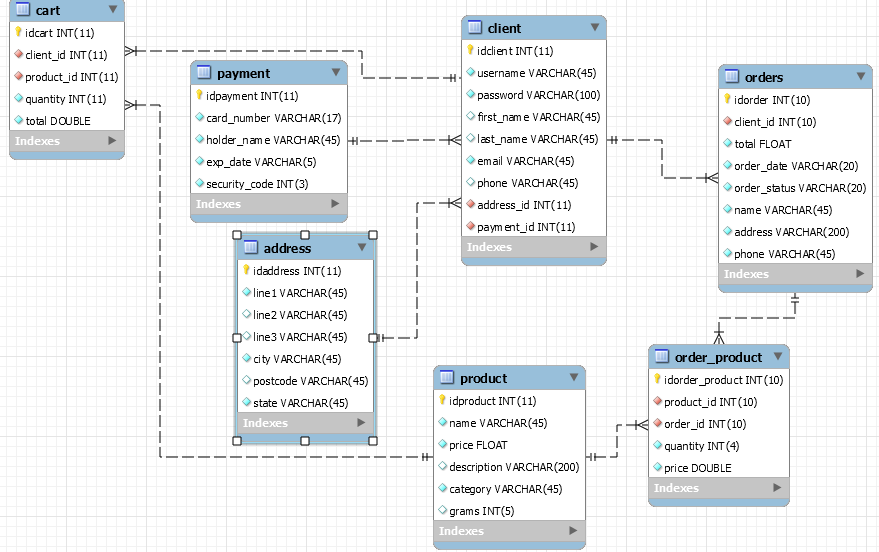 cart
idcart INT(11)
client_id INT(11)
product_id INT(11)
quantity INT(11)
total DOUBLE
Indexes
payment
idpayment INT(11)
card_number VARCHAR(17)
holder_name VARCHAR(45)
exp_date VARCHAR(5)
security_code INT(3)
Indexes
client
idclient INT(11)
username VARCHAR(45)
password VARCHAR(100)
first_name VARCHAR(45)
last_name VARCHAR(45)
email VARCHAR(45)
phone VARCHAR(45)
address_id INT(11)
payment_id INT(11)
Indexes
orders
idorder INT(10)
client_id INT(10)
total FLOAT
order_date VARCHAR(20)
order_status VARCHAR(20)
name VARCHAR(45)
address VARCHAR(200)
phone VARCHAR(45)
Indexes
address
idaddress INT(11)
line1 VARCHAR(45)
line2 VARCHAR(45)
line3 VARCHAR(45)
city VARCHAR(45)
postcode VARCHAR(45)
state VARCHAR(45)
Indexes
product
idproduct INT(11)
name VARCHAR(45)
price FLOAT
description VARCHAR(200)
category VARCHAR(45)
grams INT(5)
Indexes
order_product
idorder_product INT(10)
product_id INT(10)
order_id INT(10)
quantity INT(4)
price DOUBLE
Indexes